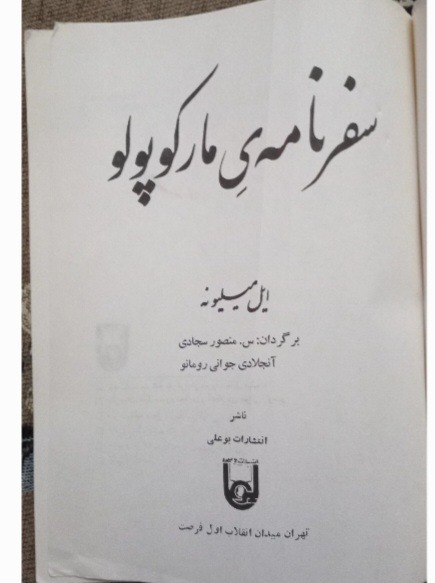 سفرنامه‌یِ مارکوپولو
ایل میلیونه
برگردان: س. منصور سجادی
آنجلادی جوانی رومانو
ناشر
انتشارات بوعلی
تهران میدان انقلاب اول فرصت